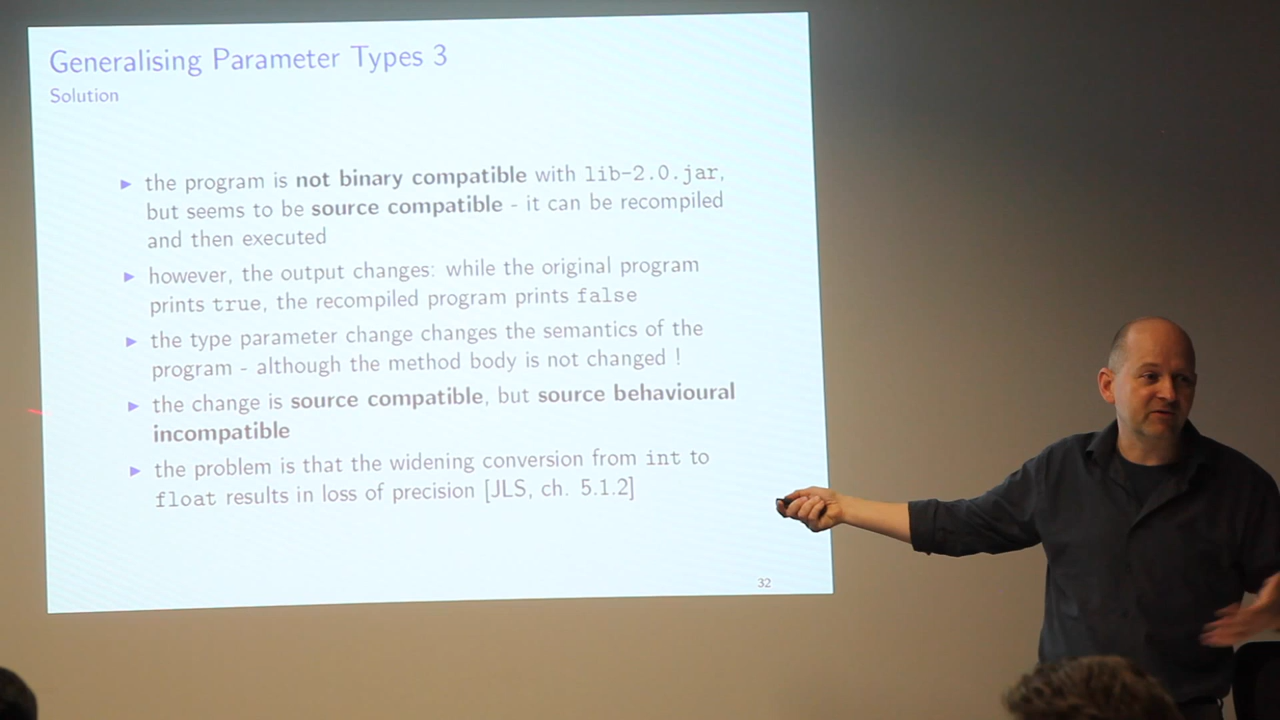 Generalising Parameter Types 3
Solution
▶ the program is not binary compatible with lib-2.0.jar,
but seems to be source compatible - it can be recompiled
and then executed
▶ however, the output changes: while the original program
prints true, the recompiled program prints false
▶ the type parameter change changes the semantics of the
program - although the method body is not changed !
▶ the change is source compatible, but source behavioural
incompatible
▶ the problem is that the widening conversion from int to
float results in loss of precision [JLS, ch. 5.1.2]
32